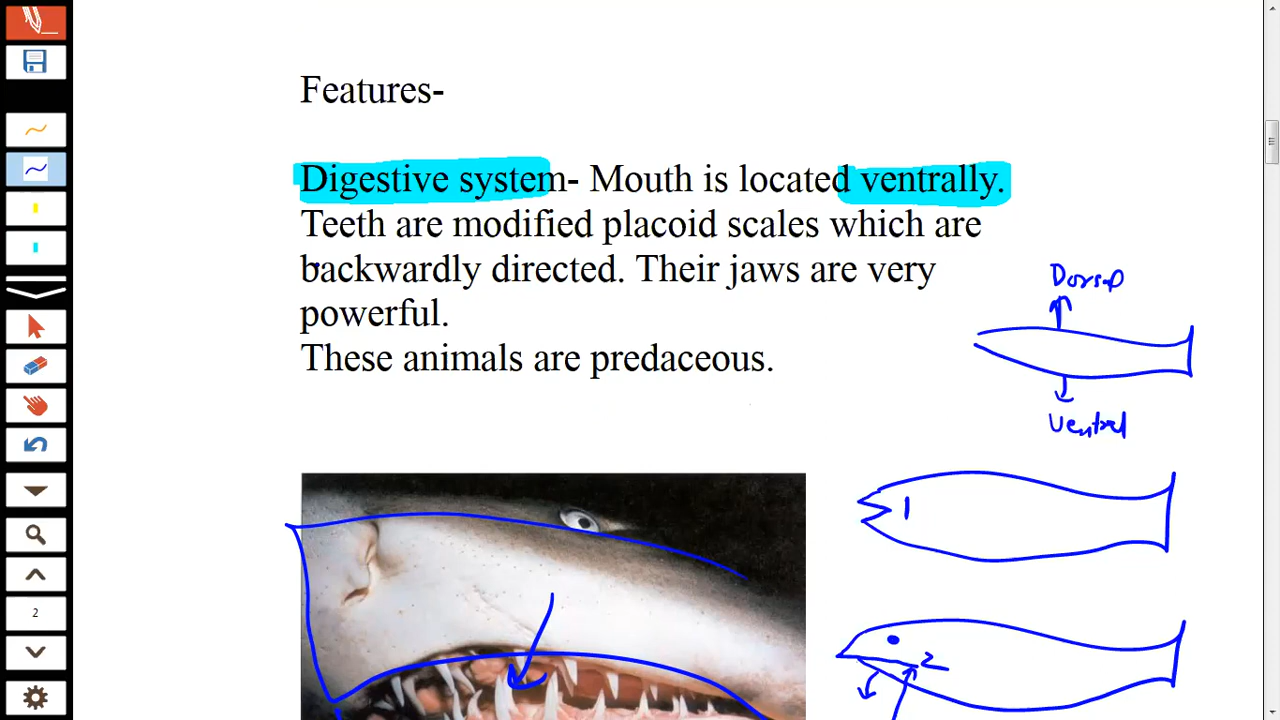 Features-
Digestive system- Mouth is located ventrally.
Teeth are modified placoid scales which are
backwardly directed. Their jaws are very
powerful.
These animals are predaceous.
Dorsal
Ventral
1
2
2